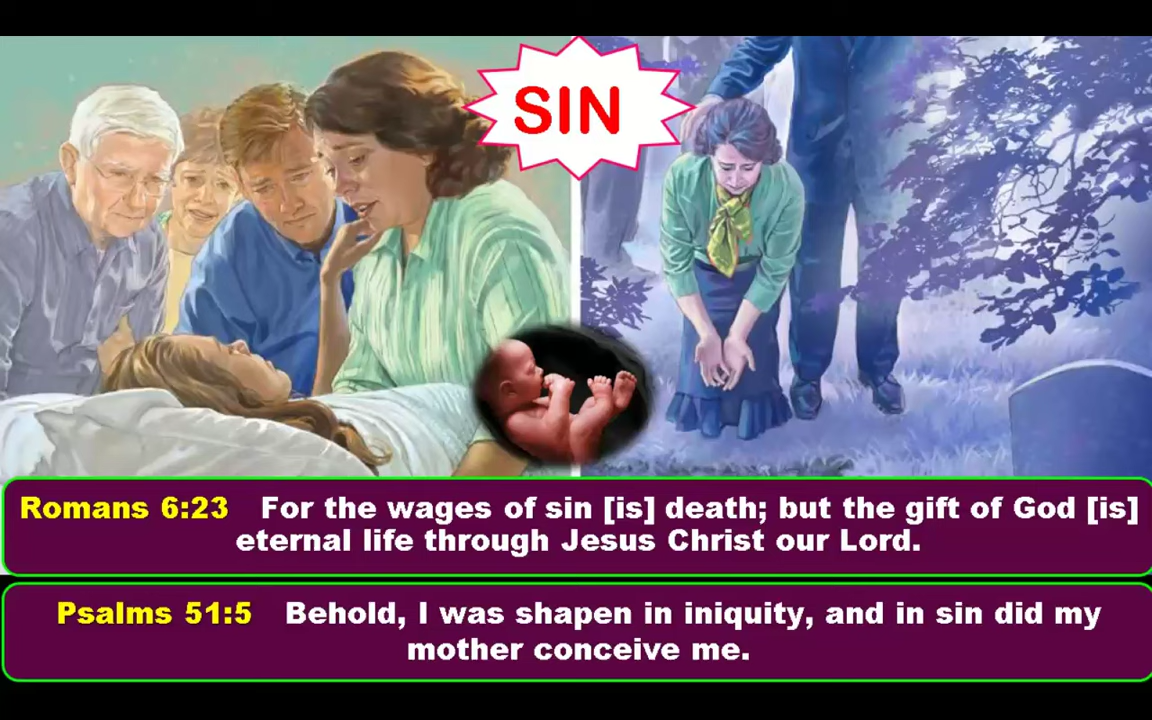 SIN
Romans 6:23 For the wages of sin [is] death; but the gift of God [is]
eternal life through Jesus Christ our Lord.
Psalms 51:5 Behold, I was shapen in iniquity, and in sin did my
mother conceive me.